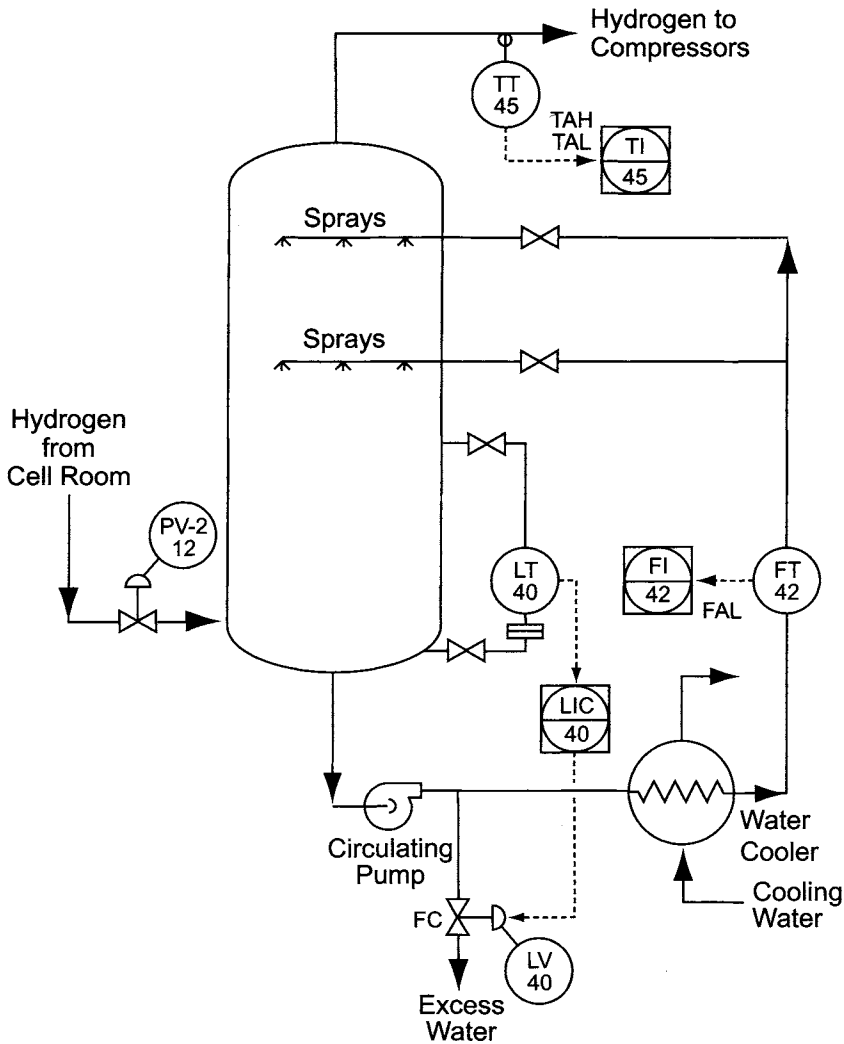 Hydrogen to
Compressors
TT
45
TAH
TAL
TI
45
Sprays
Sprays
Hydrogen
from
Cell Room
PV-2
12
LT
40
FI
42
FAL
FT
42
LIC
40
Circulating
Pump
Water
Cooler
Cooling
Water
FC
LV
40
Excess
Water